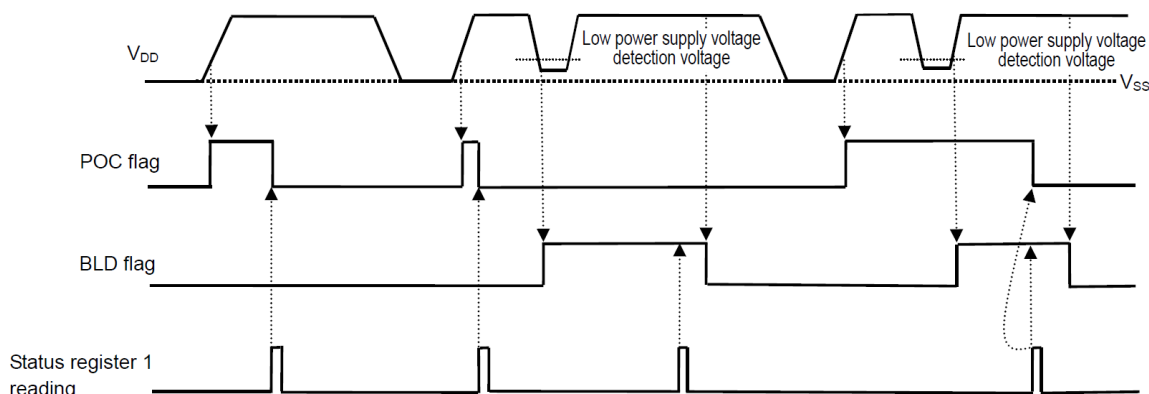 Low power supply voltage
detection voltage
Low power supply voltage
detection voltage
VDD
VSS
POC flag
BLD flag
Status register 1
reading